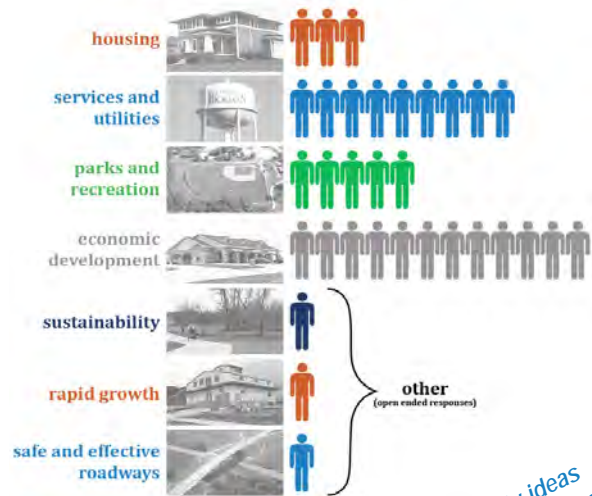 housing
services and
utilities
parks and
recreation
economic
development
sustainability
rapid growth
safe and effective
roadways
other
(open ended responses)
ideas